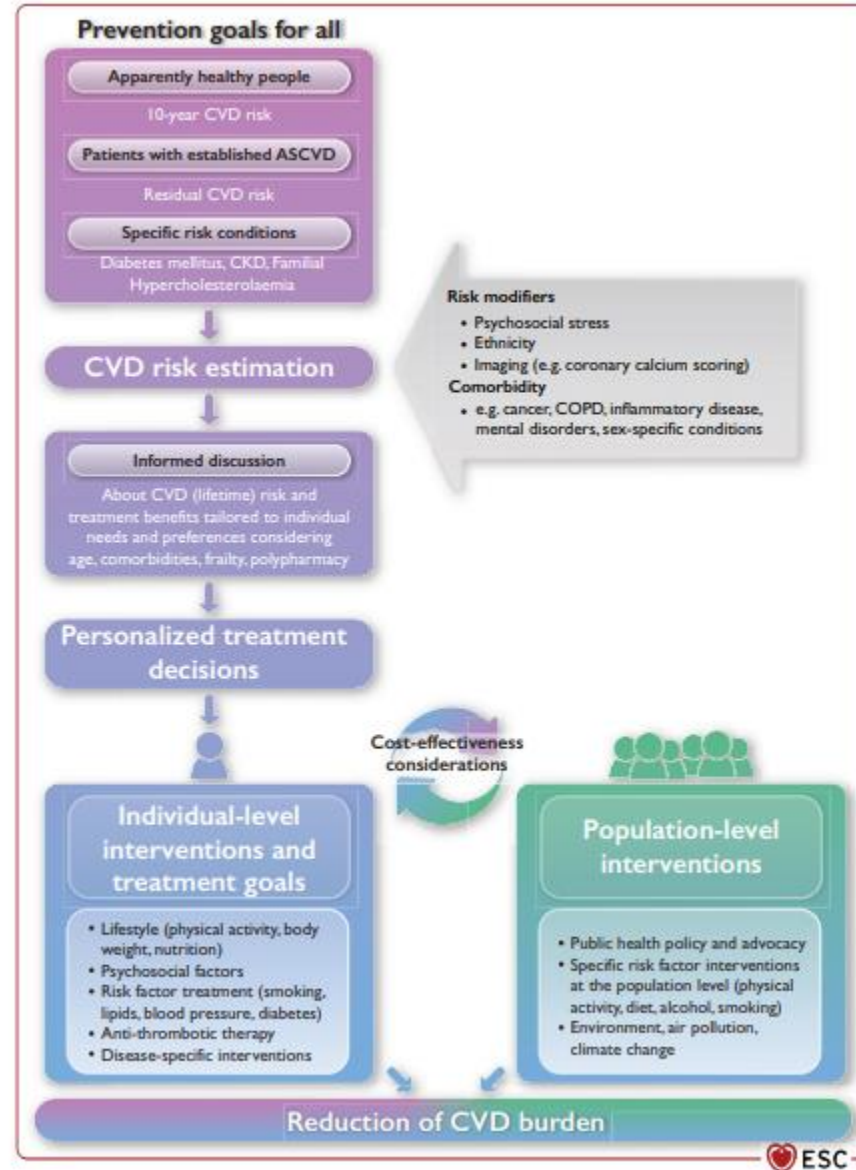 Prevention goals for all
Apparently healthy people
10-year CVD risk
Patients with established ASCVD
Residual CVD risk
Specific risk conditions
Diabetes mellitus, CKD, Familial
Hypercholesterolaemia
Risk modifiers
• Psychosocial stress
• Ethnicity
• Imaging (e.g. coronary calcium scoring)
Comorbidity
• e.g. cancer, COPD, inflammatory disease,
mental disorders, sex-specific conditions
CVD risk estimation
Informed discussion
About CVD (lifetime) risk and
treatment benefits tailored to individual
needs and preferences considering
age, comorbidities, frailty, polypharmacy
Personalized treatment
decisions
Cost-effectiveness
considerations
Individual-level
interventions and
treatment goals
• Lifestyle (physical activity, body
weight, nutrition)
• Psychosocial factors
• Risk factor treatment (smoking,
lipids, blood pressure, diabetes)
• Anti-thrombotic therapy
• Disease-specific interventions
Population-level
interventions
• Public health policy and advocacy
• Specific risk factor interventions
at the population level (physical
activity, diet, alcohol, smoking)
• Environment, air pollution,
climate change
Reduction of CVD burden
ESC